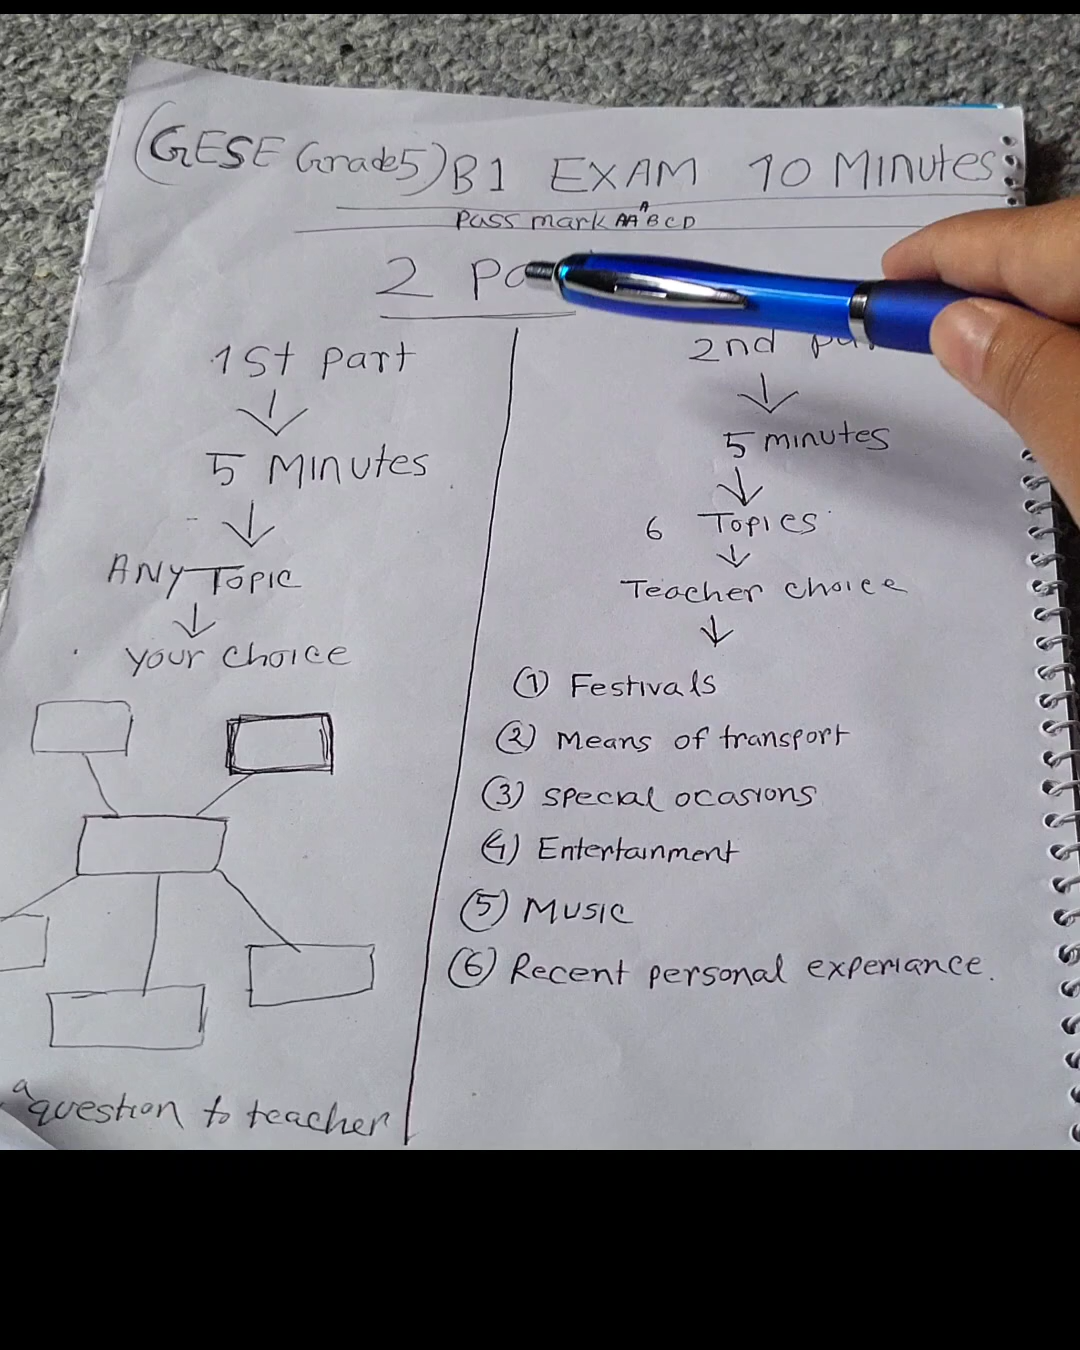 (GESE Grade5) B1 EXAM 10 Minutes
Pass mark AA A B C D
2
1st part
5 Minutes
ANY TOPIC
your choice
a question to teacher
2nd
5 minutes
6 Topics
Teacher choice
(1) Festivals
(2) Means of transport
(3) special ocasions
(4) Entertainment
(5) Music
(6) Recent personal experiance.